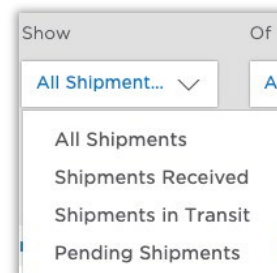 Show Of
All Shipment... A
All Shipments
Shipments Received
Shipments in Transit
Pending Shipments